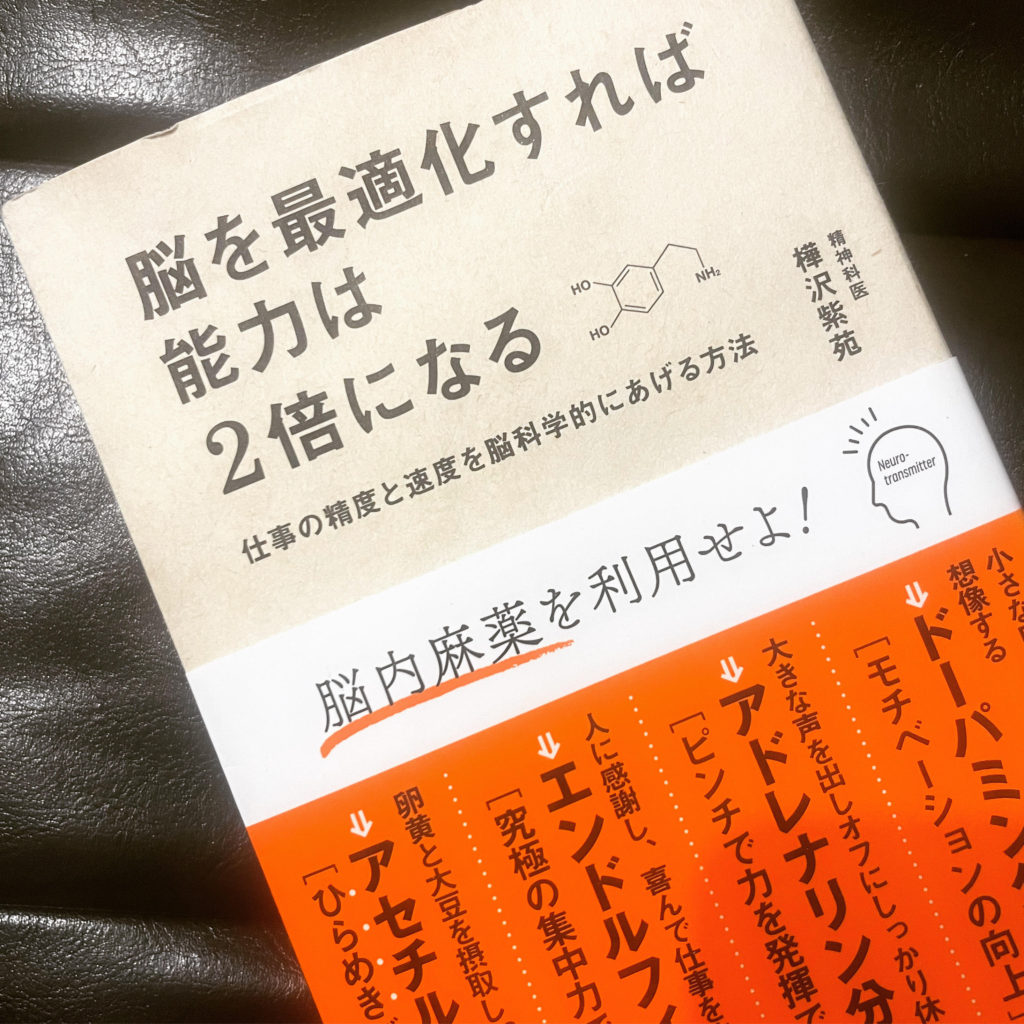 脳を最適化すれば
能力は
2倍になる
HO
HO
NH₂
精神科医
樺沢紫苑
仕事の精度と速度を脳科学的にあげる方法
Neuro-
transmitter
脳内麻薬を利用せよ!
小さな
想像する
⇓
ドーパミン
[モチベーションの向上]
大きな声を出しオフにしっかり休
⇓
アドレナリン分
[ピンチで力を発揮で
人に感謝し、喜んで仕事を
⇓
エンドルフィ
[究極の集中力
卵黄と大豆を摂取し
⇓
アセチル
[ひらめき